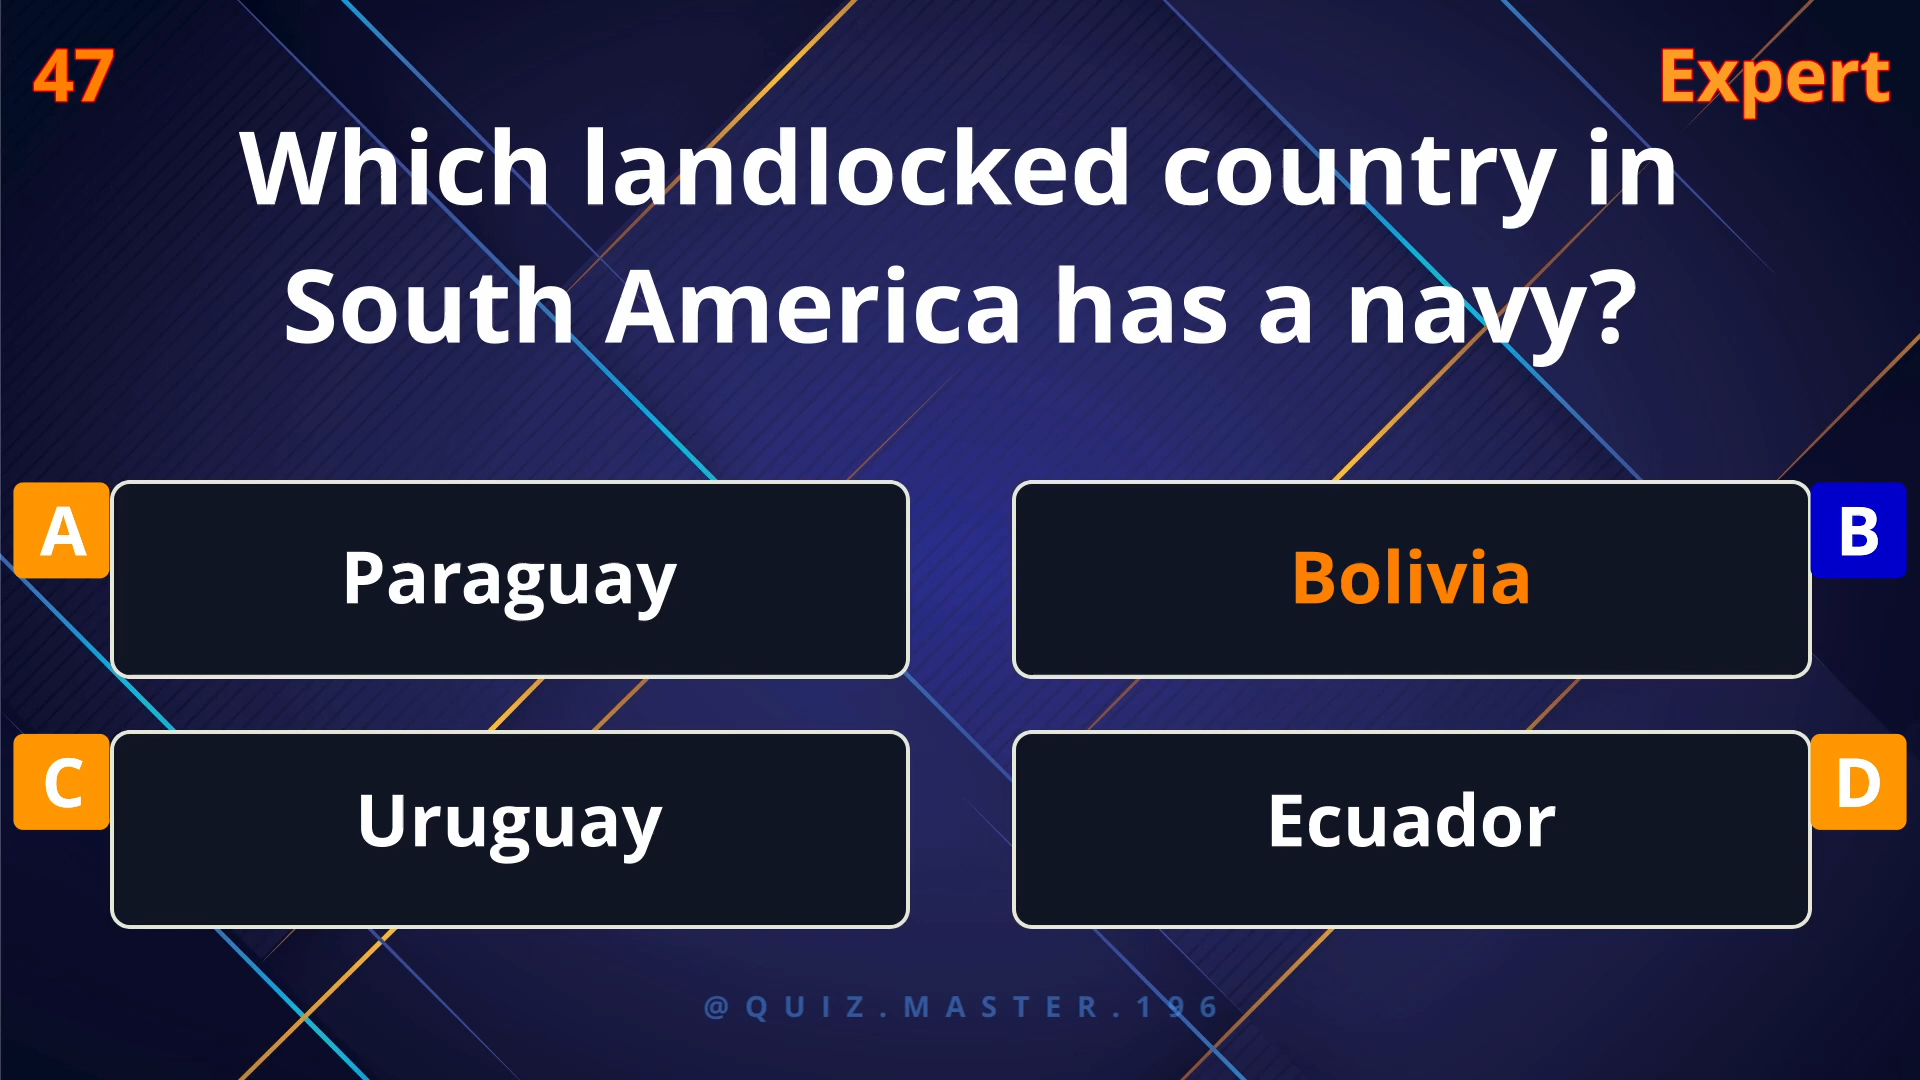 47
Expert
Which landlocked country in
South America has a navy?
A
Paraguay
Bolivia
B
C
Uruguay
Ecuador
D
@QUIZ.MASTER.196